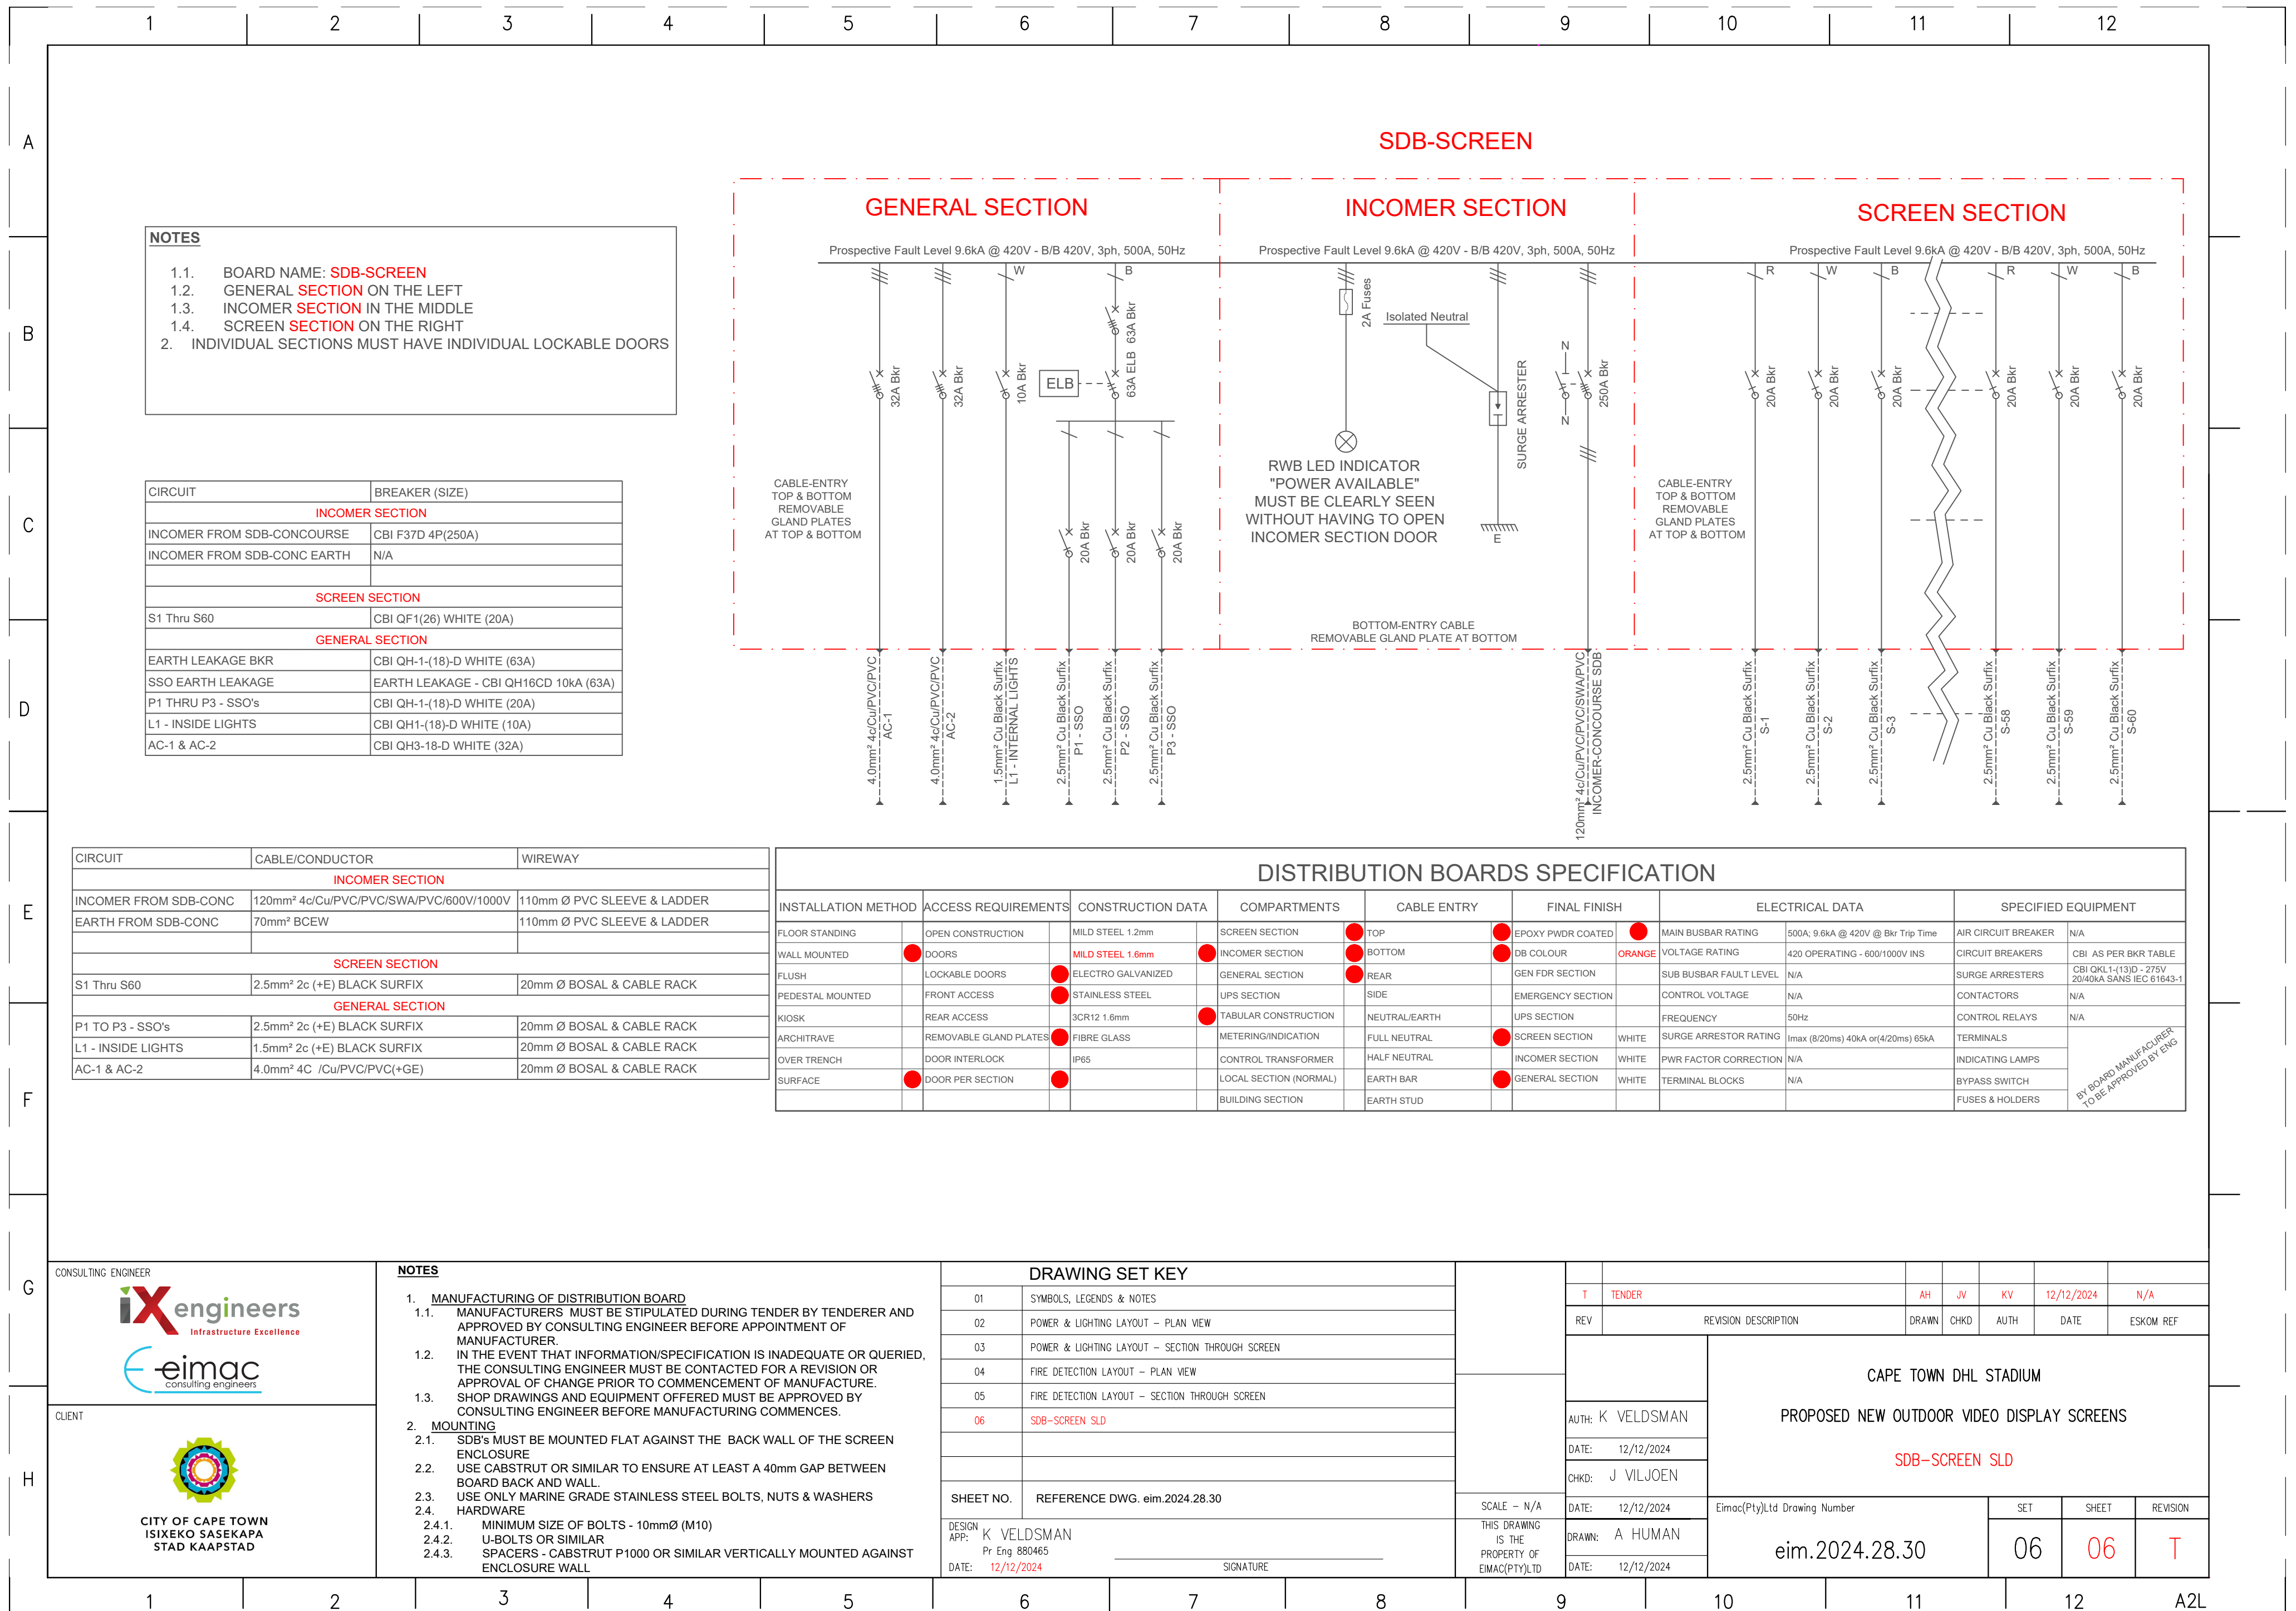 1 2 3 4 5 6 7 8 9 10 11 12
A
B
C
D
E
F
G
H
SDB-SCREEN
GENERAL SECTION
INCOMER SECTION
SCREEN SECTION
Prospective Fault Level 9.6kA @ 420V - B/B 420V, 3ph, 500A, 50Hz
Prospective Fault Level 9.6kA @ 420V - B/B 420V, 3ph, 500A, 50Hz
Prospective Fault Level 9.6kA @ 420V - B/B 420V, 3ph, 500A, 50Hz
NOTES
1.1. BOARD NAME: SDB-SCREEN
1.2. GENERAL SECTION ON THE LEFT
1.3. INCOMER SECTION IN THE MIDDLE
1.4. SCREEN SECTION ON THE RIGHT
2. INDIVIDUAL SECTIONS MUST HAVE INDIVIDUAL LOCKABLE DOORS
W
B
32A Bkr
32A Bkr
10A Bkr
63A Bkr
63A ELB
ELB
20A Bkr
20A Bkr
20A Bkr
CABLE-ENTRY
TOP & BOTTOM
REMOVABLE
GLAND PLATES
AT TOP & BOTTOM
2A Fuses
Isolated Neutral
SURGE ARRESTER
N
N
250A Bkr
E
RWB LED INDICATOR
"POWER AVAILABLE"
MUST BE CLEARLY SEEN
WITHOUT HAVING TO OPEN
INCOMER SECTION DOOR
BOTTOM-ENTRY CABLE
REMOVABLE GLAND PLATE AT BOTTOM
CABLE-ENTRY
TOP & BOTTOM
REMOVABLE
GLAND PLATES
AT TOP & BOTTOM
R
W
B
R
W
B
20A Bkr
20A Bkr
20A Bkr
20A Bkr
20A Bkr
20A Bkr
4.0mm² 4c/Cu/PVC/PVC
AC-1
4.0mm² 4c/Cu/PVC/PVC
AC-2
1.5mm² Cu Black Surfix
L1 - INTERNAL LIGHTS
2.5mm² Cu Black Surfix
P1 - SSO
2.5mm² Cu Black Surfix
P2 - SSO
2.5mm² Cu Black Surfix
P3 - SSO
120mm² 4c/Cu/PVC/PVC/SWA/PVC
INCOMER-CONCOURSE SDB
2.5mm² Cu Black Surfix
S-1
2.5mm² Cu Black Surfix
S-2
2.5mm² Cu Black Surfix
S-3
2.5mm² Cu Black Surfix
S-58
2.5mm² Cu Black Surfix
S-59
2.5mm² Cu Black Surfix
S-60
CIRCUIT BREAKER (SIZE)
INCOMER SECTION
INCOMER FROM SDB-CONCOURSE CBI F37D 4P(250A)
INCOMER FROM SDB-CONC EARTH N/A
SCREEN SECTION
S1 Thru S60 CBI QF1(26) WHITE (20A)
GENERAL SECTION
EARTH LEAKAGE BKR CBI QH-1-(18)-D WHITE (63A)
SSO EARTH LEAKAGE EARTH LEAKAGE - CBI QH16CD 10kA (63A)
P1 THRU P3 - SSO's CBI QH-1-(18)-D WHITE (20A)
L1 - INSIDE LIGHTS CBI QH1-(18)-D WHITE (10A)
AC-1 & AC-2 CBI QH3-18-D WHITE (32A)
CIRCUIT CABLE/CONDUCTOR WIREWAY
INCOMER SECTION
INCOMER FROM SDB-CONC 120mm² 4c/Cu/PVC/PVC/SWA/PVC/600V/1000V 110mm Ø PVC SLEEVE & LADDER
EARTH FROM SDB-CONC 70mm² BCEW 110mm Ø PVC SLEEVE & LADDER
SCREEN SECTION
S1 Thru S60 2.5mm² 2c (+E) BLACK SURFIX 20mm Ø BOSAL & CABLE RACK
GENERAL SECTION
P1 TO P3 - SSO's 2.5mm² 2c (+E) BLACK SURFIX 20mm Ø BOSAL & CABLE RACK
L1 - INSIDE LIGHTS 1.5mm² 2c (+E) BLACK SURFIX 20mm Ø BOSAL & CABLE RACK
AC-1 & AC-2 4.0mm² 4C /Cu/PVC/PVC(+GE) 20mm Ø BOSAL & CABLE RACK
DISTRIBUTION BOARDS SPECIFICATION
INSTALLATION METHOD ACCESS REQUIREMENTS CONSTRUCTION DATA COMPARTMENTS CABLE ENTRY FINAL FINISH ELECTRICAL DATA SPECIFIED EQUIPMENT
FLOOR STANDING OPEN CONSTRUCTION MILD STEEL 1.2mm SCREEN SECTION TOP EPOXY PWDR COATED MAIN BUSBAR RATING 500A; 9.6kA @ 420V @ Bkr Trip Time AIR CIRCUIT BREAKER N/A
WALL MOUNTED DOORS MILD STEEL 1.6mm INCOMER SECTION BOTTOM DB COLOUR ORANGE VOLTAGE RATING 420 OPERATING - 600/1000V INS CIRCUIT BREAKERS CBI AS PER BKR TABLE
FLUSH LOCKABLE DOORS ELECTRO GALVANIZED GENERAL SECTION REAR GEN FDR SECTION SUB BUSBAR FAULT LEVEL N/A SURGE ARRESTERS CBI QKL1-(13)D - 275V
20/40kA SANS IEC 61643-1
PEDESTAL MOUNTED FRONT ACCESS STAINLESS STEEL UPS SECTION SIDE EMERGENCY SECTION CONTROL VOLTAGE N/A CONTACTORS N/A
KIOSK REAR ACCESS 3CR12 1.6mm TABULAR CONSTRUCTION NEUTRAL/EARTH UPS SECTION FREQUENCY 50Hz CONTROL RELAYS N/A
ARCHITRAVE REMOVABLE GLAND PLATES FIBRE GLASS METERING/INDICATION FULL NEUTRAL SCREEN SECTION WHITE SURGE ARRESTOR RATING Imax (8/20ms) 40kA or(4/20ms) 65kA TERMINALS
OVER TRENCH DOOR INTERLOCK IP65 CONTROL TRANSFORMER HALF NEUTRAL INCOMER SECTION WHITE PWR FACTOR CORRECTION N/A INDICATING LAMPS
SURFACE DOOR PER SECTION LOCAL SECTION (NORMAL) EARTH BAR GENERAL SECTION WHITE TERMINAL BLOCKS N/A BYPASS SWITCH
BUILDING SECTION EARTH STUD FUSES & HOLDERS
BY BOARD MANUFACURER
TO BE APPROVED BY ENG
CONSULTING ENGINEER
iX engineers
Infrastructure Excellence
eimac
consulting engineers
CLIENT
CITY OF CAPE TOWN
ISIXEKO SASEKAPA
STAD KAAPSTAD
NOTES
1. MANUFACTURING OF DISTRIBUTION BOARD
1.1. MANUFACTURERS MUST BE STIPULATED DURING TENDER BY TENDERER AND
APPROVED BY CONSULTING ENGINEER BEFORE APPOINTMENT OF
MANUFACTURER.
1.2. IN THE EVENT THAT INFORMATION/SPECIFICATION IS INADEQUATE OR QUERIED,
THE CONSULTING ENGINEER MUST BE CONTACTED FOR A REVISION OR
APPROVAL OF CHANGE PRIOR TO COMMENCEMENT OF MANUFACTURE.
1.3. SHOP DRAWINGS AND EQUIPMENT OFFERED MUST BE APPROVED BY
CONSULTING ENGINEER BEFORE MANUFACTURING COMMENCES.
2. MOUNTING
2.1. SDB's MUST BE MOUNTED FLAT AGAINST THE BACK WALL OF THE SCREEN
ENCLOSURE
2.2. USE CABSTRUT OR SIMILAR TO ENSURE AT LEAST A 40mm GAP BETWEEN
BOARD BACK AND WALL.
2.3. USE ONLY MARINE GRADE STAINLESS STEEL BOLTS, NUTS & WASHERS
2.4. HARDWARE
2.4.1. MINIMUM SIZE OF BOLTS - 10mmØ (M10)
2.4.2. U-BOLTS OR SIMILAR
2.4.3. SPACERS - CABSTRUT P1000 OR SIMILAR VERTICALLY MOUNTED AGAINST
ENCLOSURE WALL
DRAWING SET KEY
01 SYMBOLS, LEGENDS & NOTES
02 POWER & LIGHTING LAYOUT - PLAN VIEW
03 POWER & LIGHTING LAYOUT - SECTION THROUGH SCREEN
04 FIRE DETECTION LAYOUT - PLAN VIEW
05 FIRE DETECTION LAYOUT - SECTION THROUGH SCREEN
06 SDB-SCREEN SLD
SHEET NO. REFERENCE DWG. eim.2024.28.30
DESIGN
APP: K VELDSMAN
Pr Eng 880465
DATE: 12/12/2024 SIGNATURE
SCALE - N/A
THIS DRAWING
IS THE
PROPERTY OF
EIMAC(PTY)LTD
T TENDER AH JV KV 12/12/2024 N/A
REV REVISION DESCRIPTION DRAWN CHKD AUTH DATE ESKOM REF
AUTH: K VELDSMAN
DATE: 12/12/2024
CHKD: J VILJOEN
DATE: 12/12/2024
DRAWN: A HUMAN
DATE: 12/12/2024
CAPE TOWN DHL STADIUM
PROPOSED NEW OUTDOOR VIDEO DISPLAY SCREENS
SDB-SCREEN SLD
Eimac(Pty)Ltd Drawing Number SET SHEET REVISION
eim.2024.28.30 06 06 T
1 2 3 4 5 6 7 8 9 10 11 12 A2L